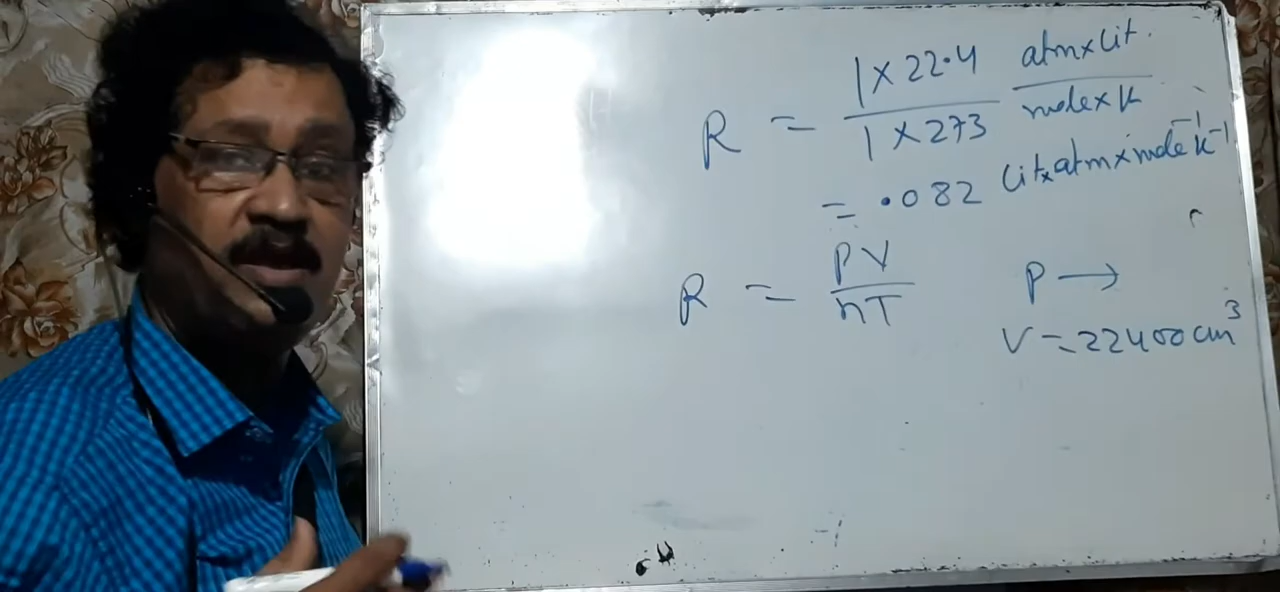 R = 1 × 22.4 / 1 × 273 atm×lit. / mole×K
= .082 lit×atm×mole⁻¹K⁻¹
R = PV / nT P →
V = 22400 cm³